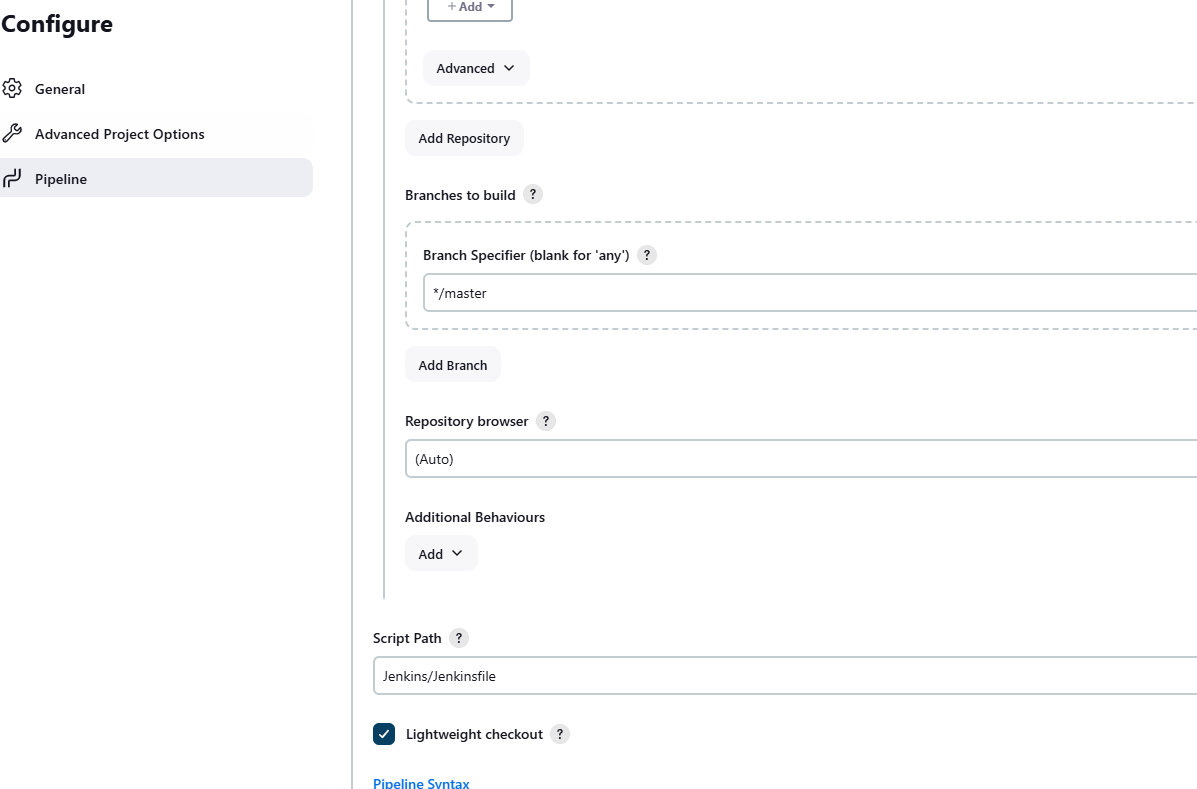 Configure
General
Advanced Project Options
Pipeline
+ Add
Advanced
Add Repository
Branches to build ?
Branch Specifier (blank for 'any') ?
*/master
Add Branch
Repository browser ?
(Auto)
Additional Behaviours
Add
Script Path ?
Jenkins/Jenkinsfile
Lightweight checkout ?
Pipeline Syntax